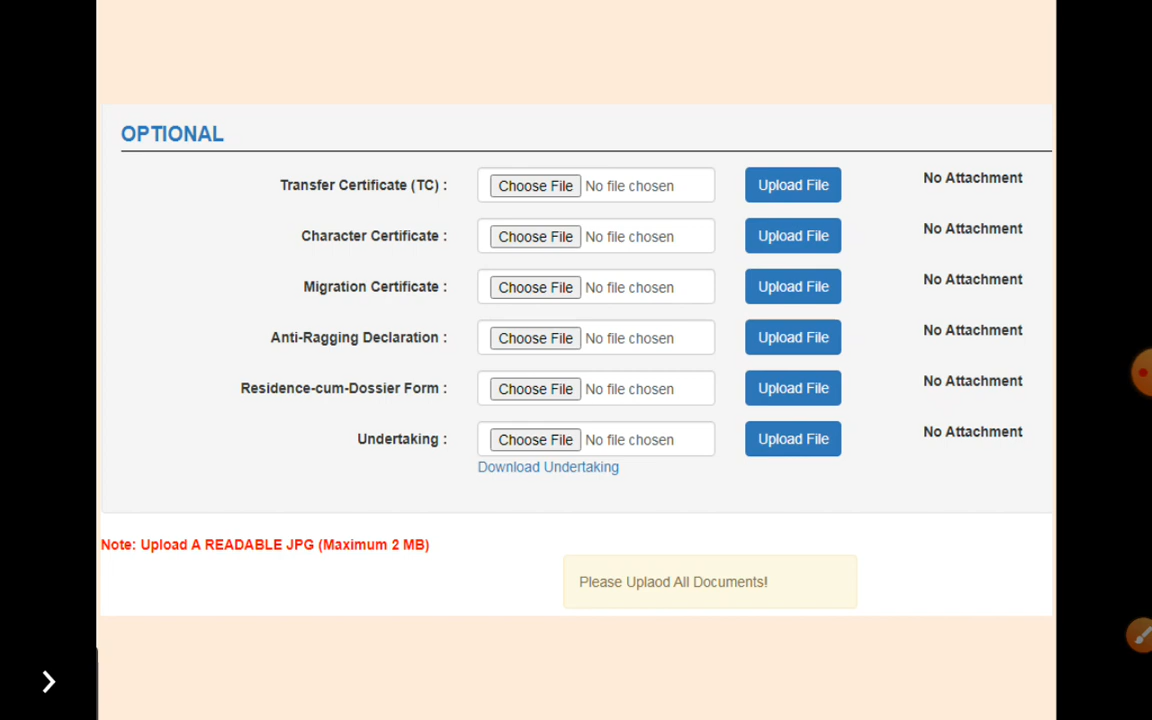 OPTIONAL
Transfer Certificate (TC) : Choose File No file chosen Upload File No Attachment
Character Certificate : Choose File No file chosen Upload File No Attachment
Migration Certificate : Choose File No file chosen Upload File No Attachment
Anti-Ragging Declaration : Choose File No file chosen Upload File No Attachment
Residence-cum-Dossier Form : Choose File No file chosen Upload File No Attachment
Undertaking : Choose File No file chosen Upload File No Attachment
Download Undertaking
Note: Upload A READABLE JPG (Maximum 2 MB)
Please Uplaod All Documents!